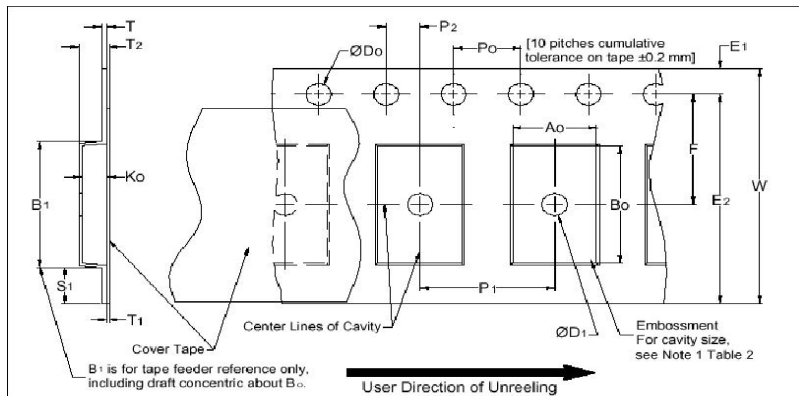 T
T2
P2
ØDo
Po
[10 pitches cumulative
tolerance on tape ±0.2 mm]
E1
Ao
F
Ko
B1
Bo
E2
W
S1
P1
T1
Center Lines of Cavity
ØD1
Embossment
For cavity size,
see Note 1 Table 2
Cover Tape
B1 is for tape feeder reference only,
including draft concentric about Bo.
User Direction of Unreeling